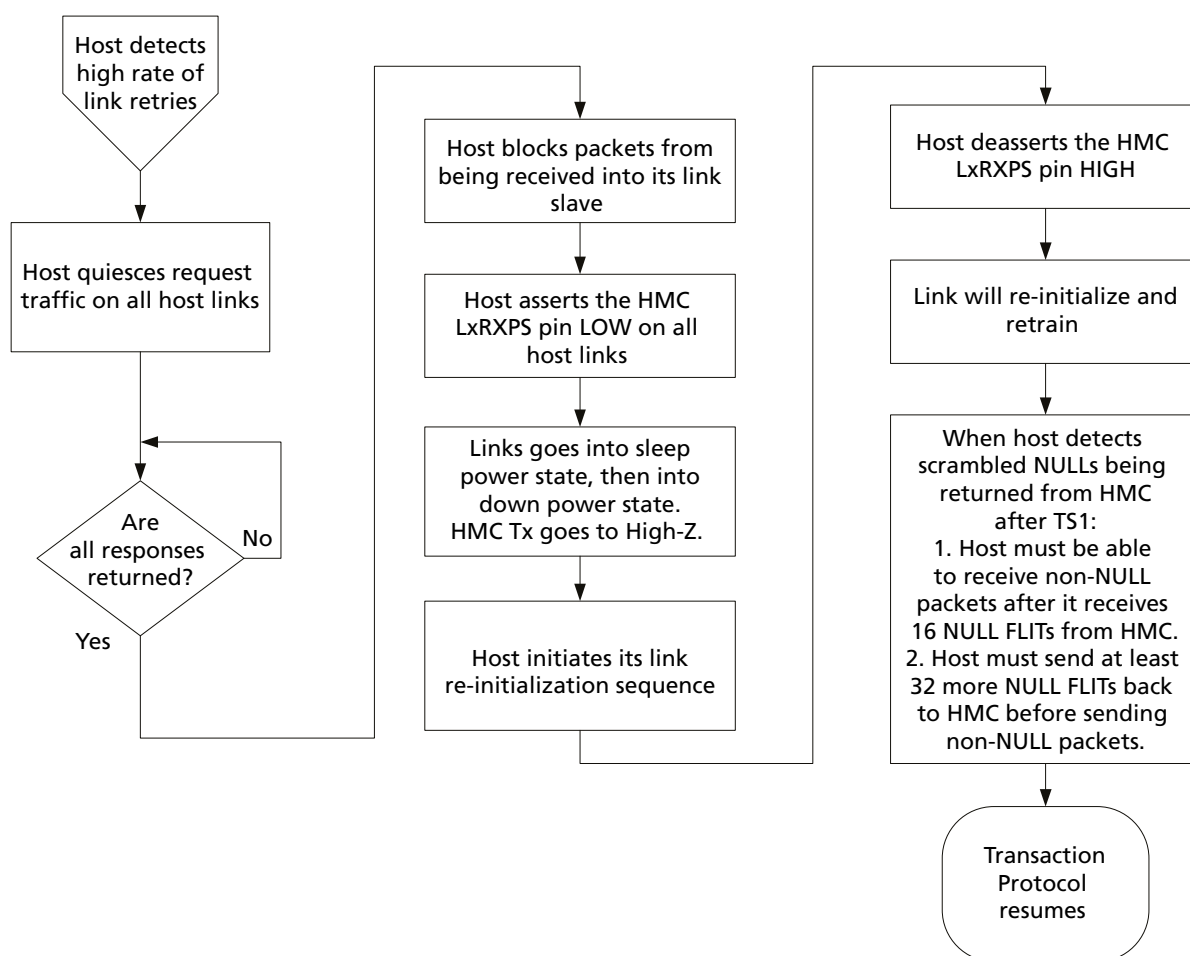 Host detects
high rate of
link retries
Host quiesces request
traffic on all host links
Are
all responses
returned?
No
Yes
Host blocks packets from
being received into its link
slave
Host asserts the HMC
LxRXPS pin LOW on all
host links
Links goes into sleep
power state, then into
down power state.
HMC Tx goes to High-Z.
Host initiates its link
re-initialization sequence
Host deasserts the HMC
LxRXPS pin HIGH
Link will re-initialize and
retrain
When host detects
scrambled NULLs being
returned from HMC
after TS1:
1. Host must be able
to receive non-NULL
packets after it receives
16 NULL FLITs from HMC.
2. Host must send at least
32 more NULL FLITs back
to HMC before sending
non-NULL packets.
Transaction
Protocol
resumes